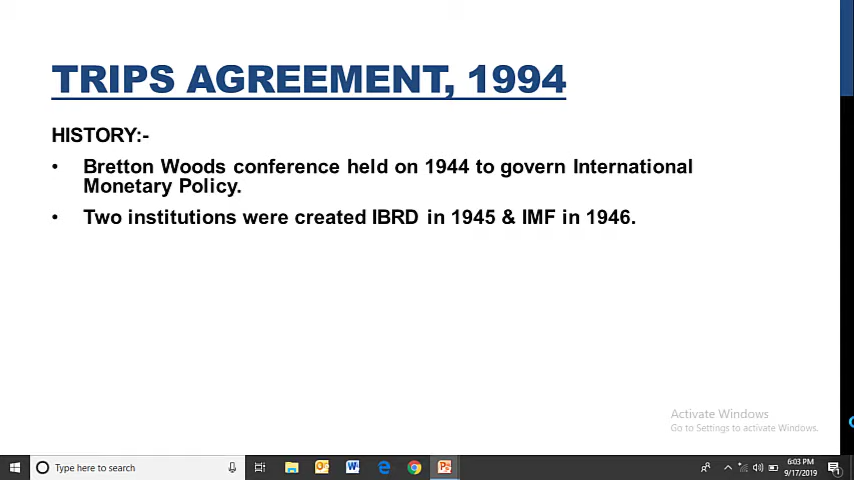 TRIPS AGREEMENT, 1994
HISTORY:-
• Bretton Woods conference held on 1944 to govern International
Monetary Policy.
• Two institutions were created IBRD in 1945 & IMF in 1946.
Activate Windows
Go to Settings to activate Windows.
Type here to search
6:03 PM
9/17/2019